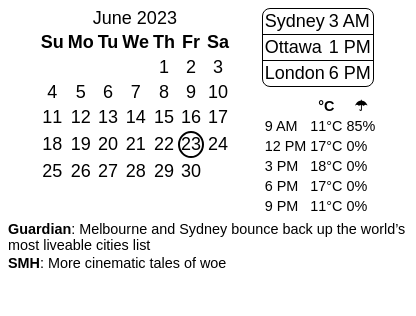 June 2023
Su Mo Tu We Th Fr Sa
1 2 3
4 5 6 7 8 9 10
11 12 13 14 15 16 17
18 19 20 21 22 23 24
25 26 27 28 29 30
Sydney 3 AM
Ottawa 1 PM
London 6 PM
°C ☂
9 AM 11°C 85%
12 PM 17°C 0%
3 PM 18°C 0%
6 PM 17°C 0%
9 PM 11°C 0%
Guardian: Melbourne and Sydney bounce back up the world’s
most liveable cities list
SMH: More cinematic tales of woe